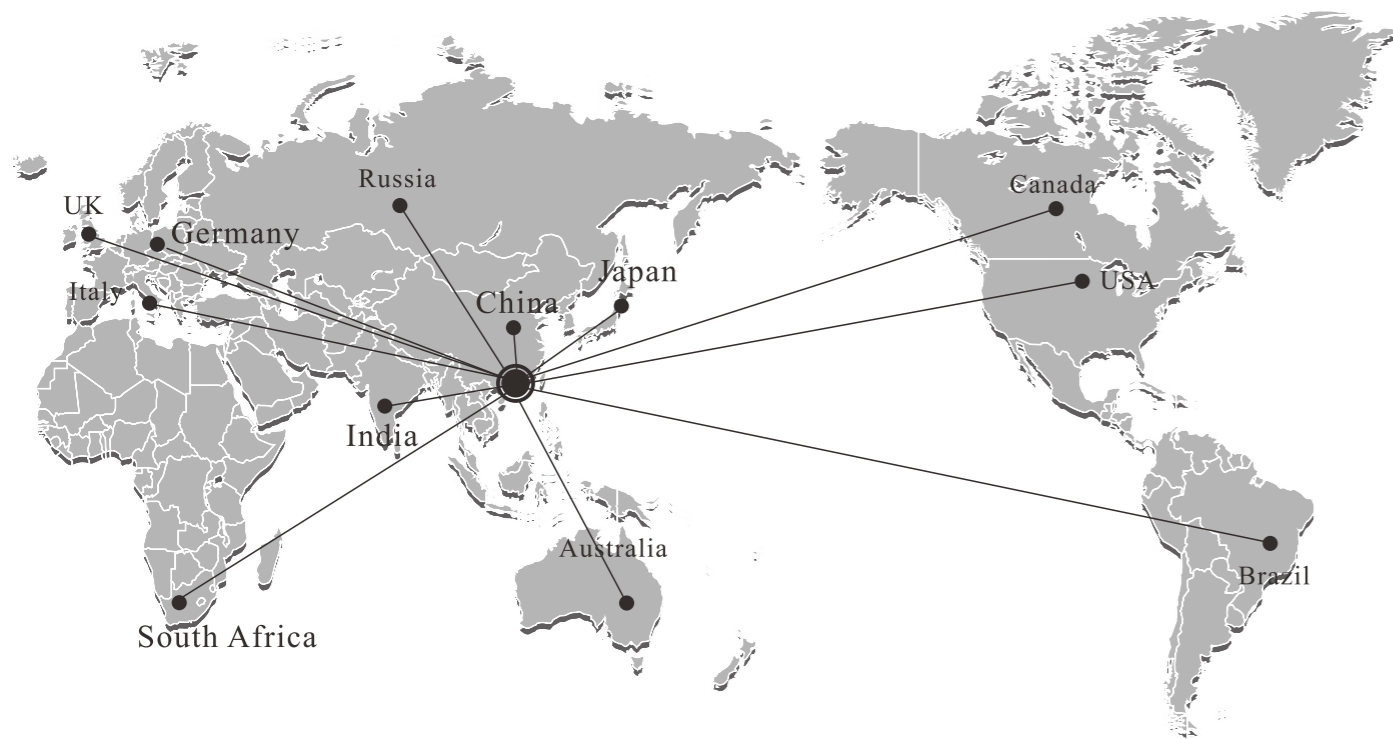 Russia
Canada
UK
Germany
Japan
USA
Italy
China
India
Australia
Brazil
South Africa